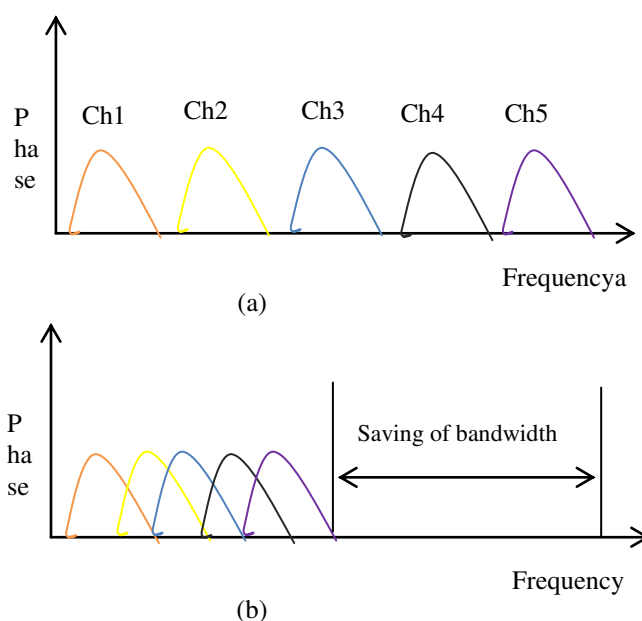 Ch1 Ch2 Ch3 Ch4 Ch5
P
ha
se
Frequencya
(a)
P
ha
se
Saving of bandwidth
Frequency
(b)